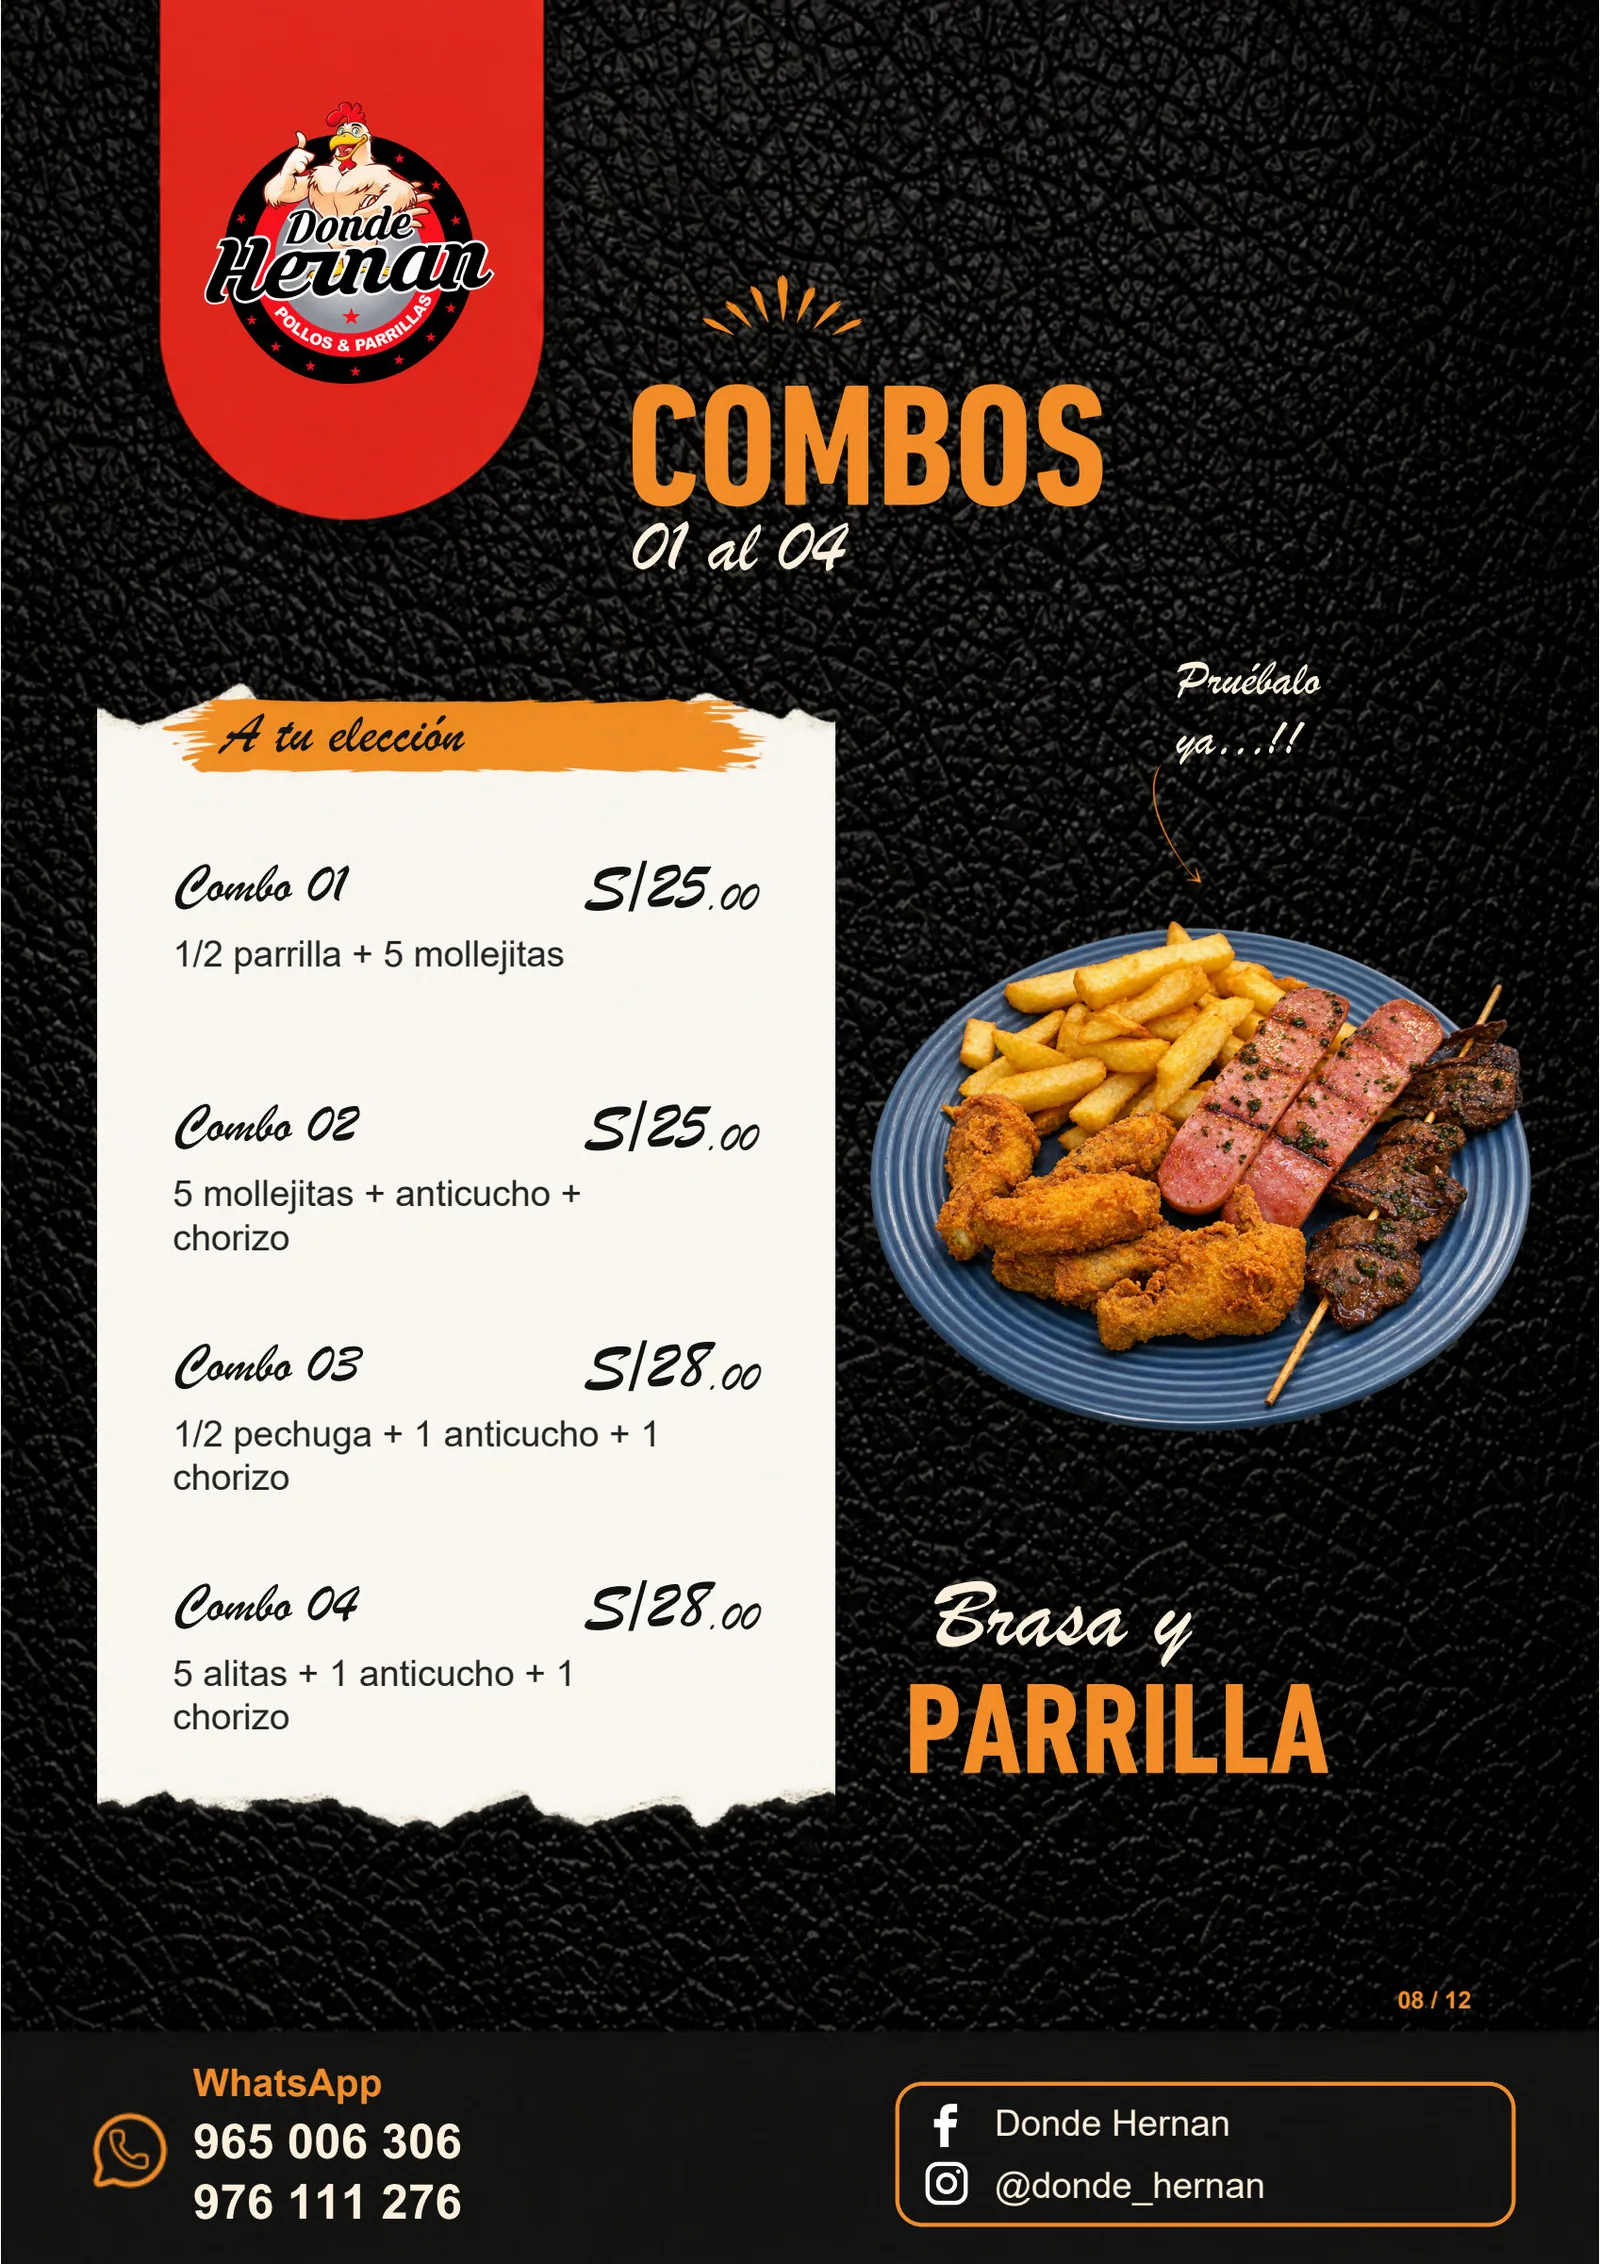 Donde
Hernan
POLLOS & PARRILLAS
COMBOS
01 al 04
Pruébalo
ya...!!
A tu elección
Combo 01 S/25.00
1/2 parrilla + 5 mollejitas
Combo 02 S/25.00
5 mollejitas + anticucho +
chorizo
Combo 03 S/28.00
1/2 pechuga + 1 anticucho + 1
chorizo
Combo 04 S/28.00
5 alitas + 1 anticucho + 1
chorizo
Brasa y
PARRILLA
08 / 12
WhatsApp
965 006 306
976 111 276
Donde Hernan
@donde_hernan